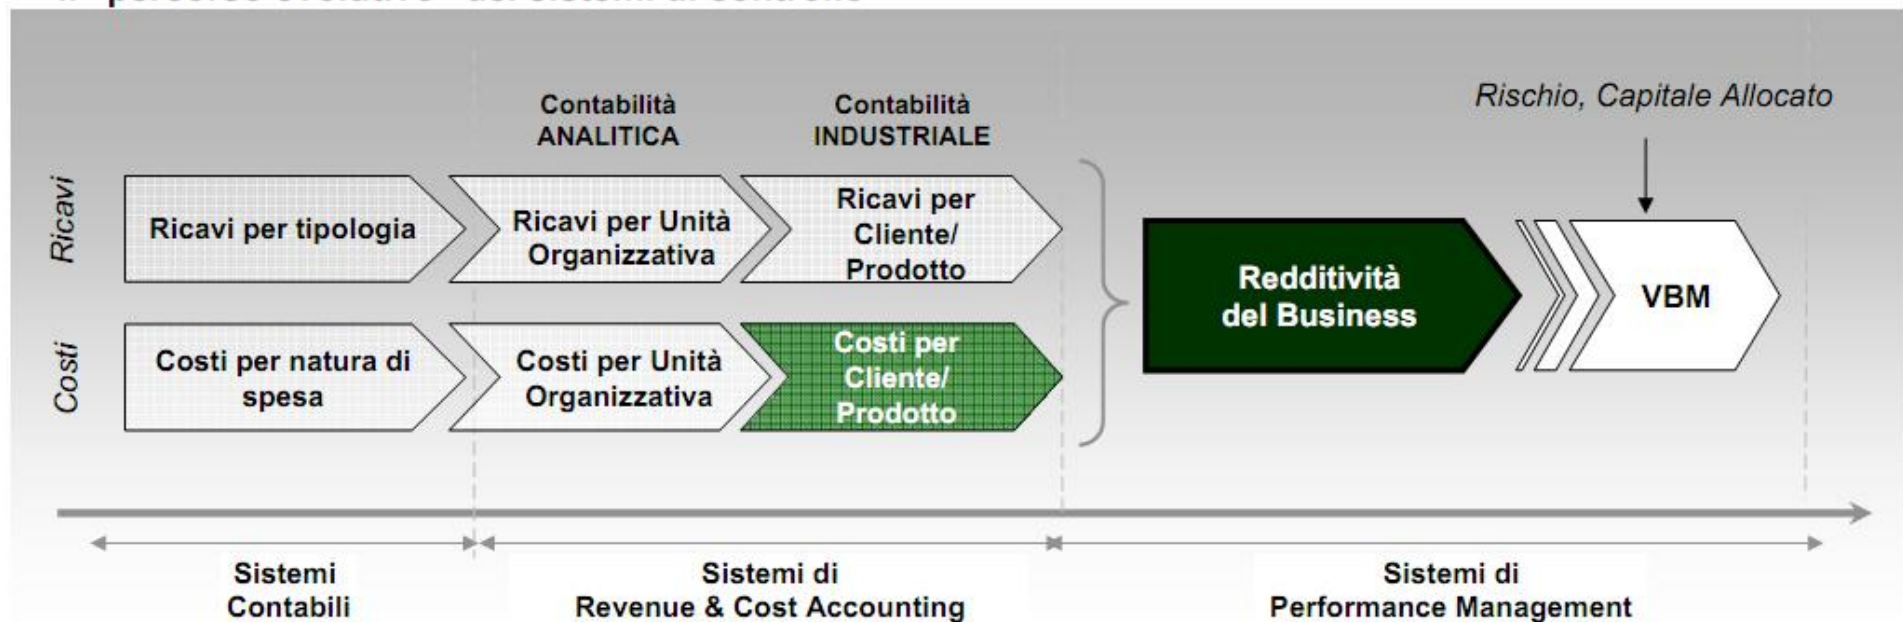 Contabilità
ANALITICA
Contabilità
INDUSTRIALE
Rischio, Capitale Allocato
Ricavi
Ricavi per tipologia
Ricavi per Unità
Organizzativa
Ricavi per
Cliente/
Prodotto
Redditività
del Business
VBM
Costi
Costi per natura di
spesa
Costi per Unità
Organizzativa
Costi per
Cliente/
Prodotto
Sistemi
Contabili
Sistemi di
Revenue & Cost Accounting
Sistemi di
Performance Management